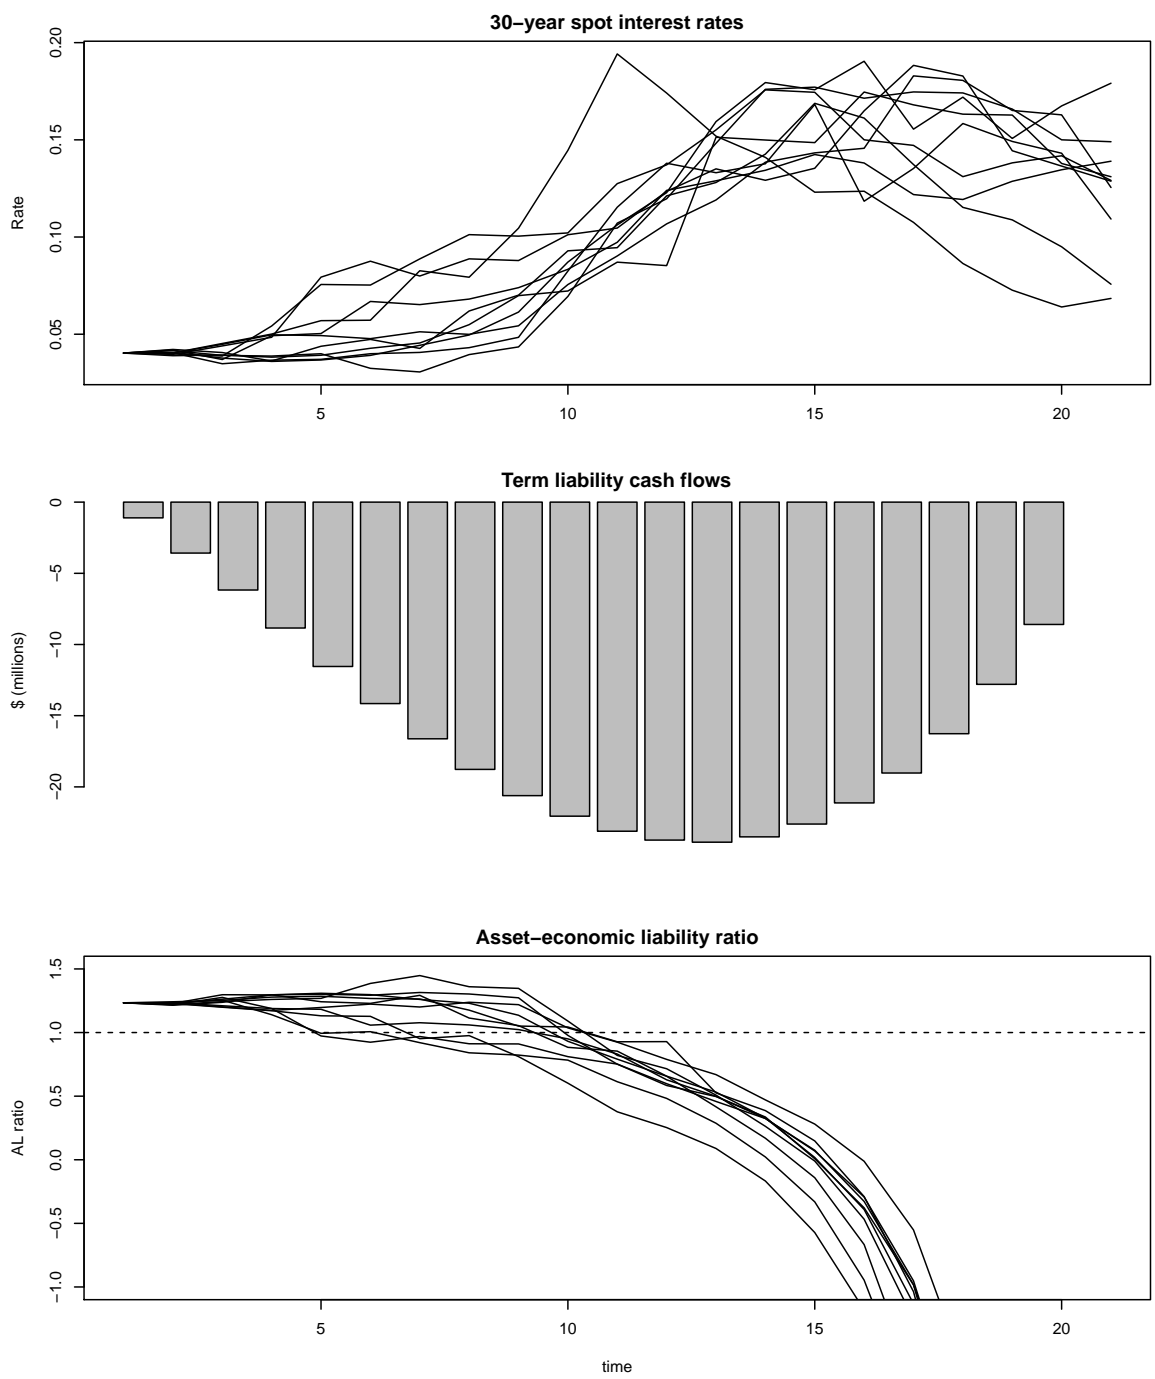 30−year spot interest rates
Rate
0.20
0.15
0.10
0.05
5 10 15 20
Term liability cash flows
$ (millions)
0
−5
−10
−15
−20
Asset−economic liability ratio
AL ratio
1.5
1.0
0.5
0.0
−0.5
−1.0
5 10 15 20
time